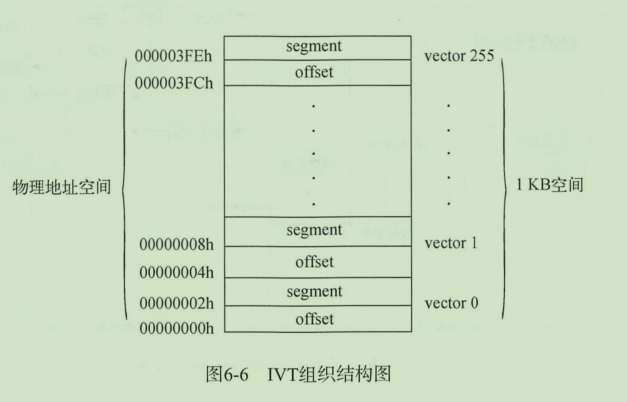 segment
000003FEh
vector 255
offset
000003FCh
物理地址空间
1 KB空间
segment
00000008h
vector 1
offset
00000004h
segment
00000002h
vector 0
offset
00000000h
图6-6 IVT组织结构图